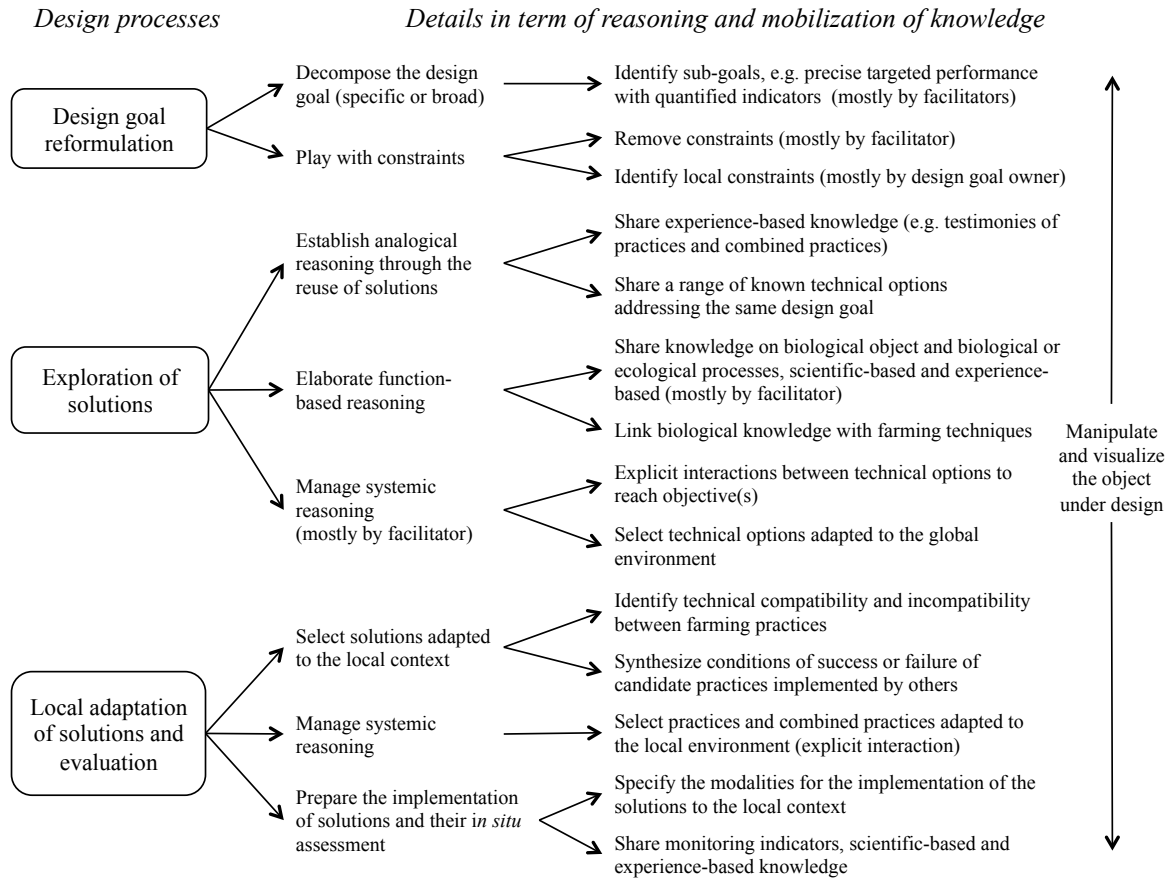 Design processes
Details in term of reasoning and mobilization of knowledge
Design goal
reformulation
Decompose the design
goal (specific or broad)
Identify sub-goals, e.g. precise targeted performance
with quantified indicators (mostly by facilitators)
Play with constraints
Remove constraints (mostly by facilitator)
Identify local constraints (mostly by design goal owner)
Exploration of
solutions
Establish analogical
reasoning through the
reuse of solutions
Share experience-based knowledge (e.g. testimonies of
practices and combined practices)
Share a range of known technical options
addressing the same design goal
Elaborate function-
based reasoning
Share knowledge on biological object and biological or
ecological processes, scientific-based and experience-
based (mostly by facilitator)
Link biological knowledge with farming techniques
Manage systemic
reasoning
(mostly by facilitator)
Explicit interactions between technical options to
reach objective(s)
Select technical options adapted to the global
environment
Local adaptation
of solutions and
evaluation
Select solutions adapted
to the local context
Identify technical compatibility and incompatibility
between farming practices
Synthesize conditions of success or failure of
candidate practices implemented by others
Manage systemic
reasoning
Select practices and combined practices adapted to
the local environment (explicit interaction)
Prepare the implementation
of solutions and their in situ
assessment
Specify the modalities for the implementation of the
solutions to the local context
Share monitoring indicators, scientific-based and
experience-based knowledge
Manipulate
and visualize
the object
under design